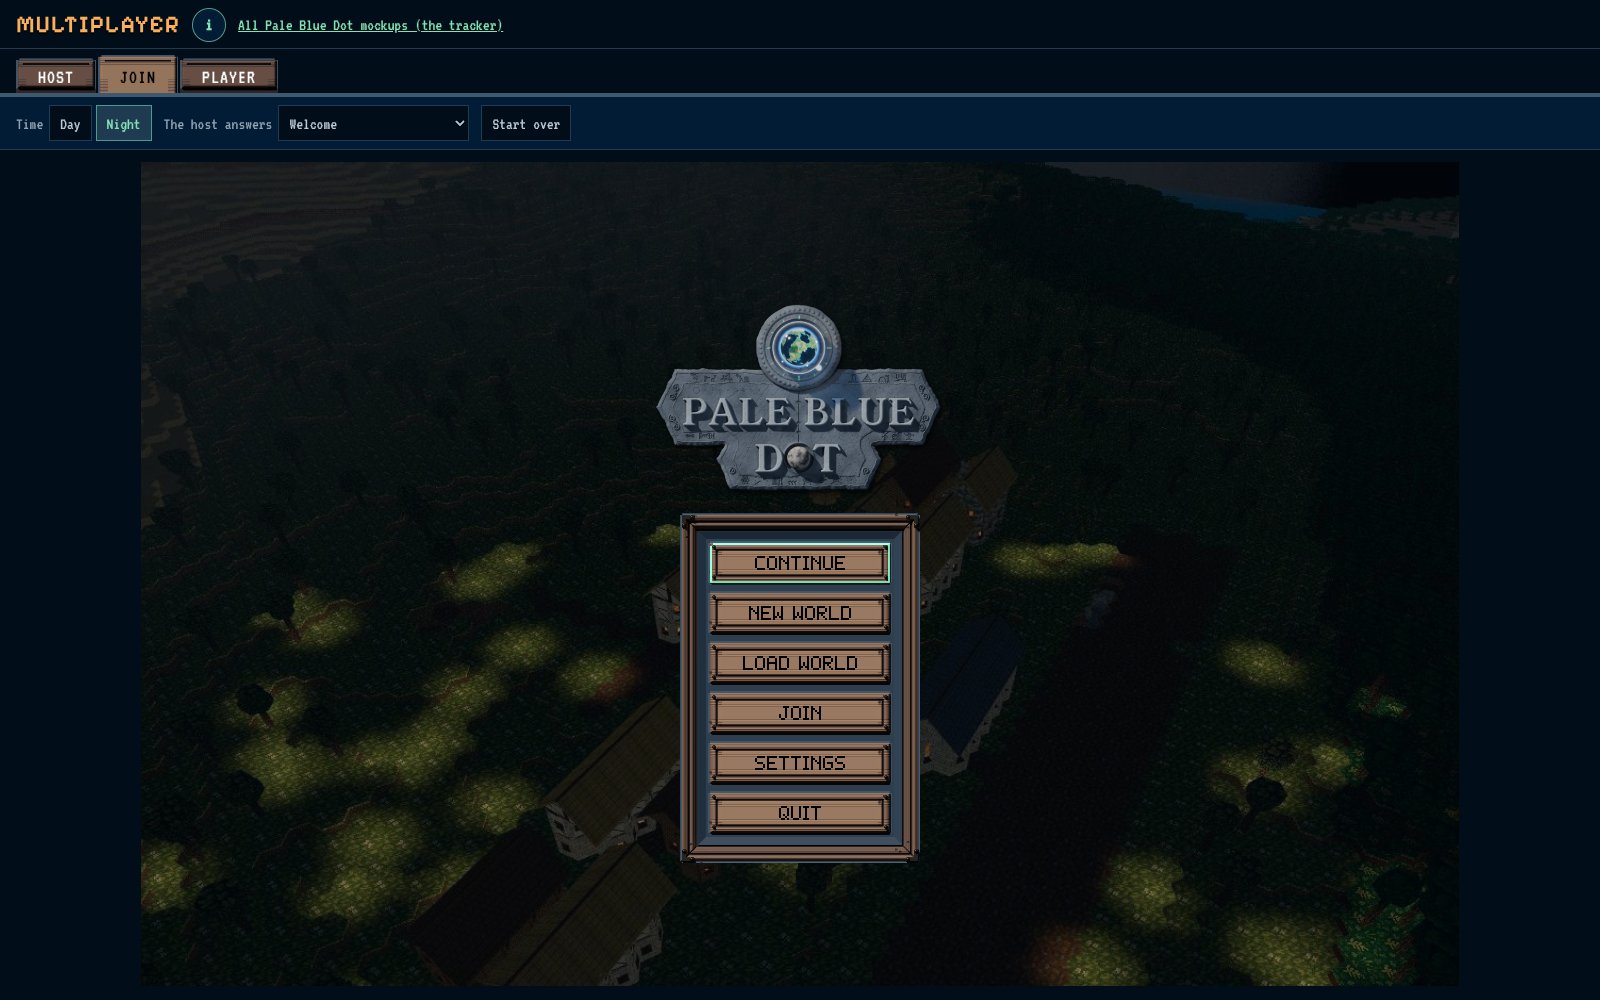 MULTIPLAYER
i
All Pale Blue Dot mockups (the tracker)
HOST
JOIN
PLAYER
Time
Day
Night
The host answers
Welcome
Start over
PALE BLUE
DOT
CONTINUE
NEW WORLD
LOAD WORLD
JOIN
SETTINGS
QUIT